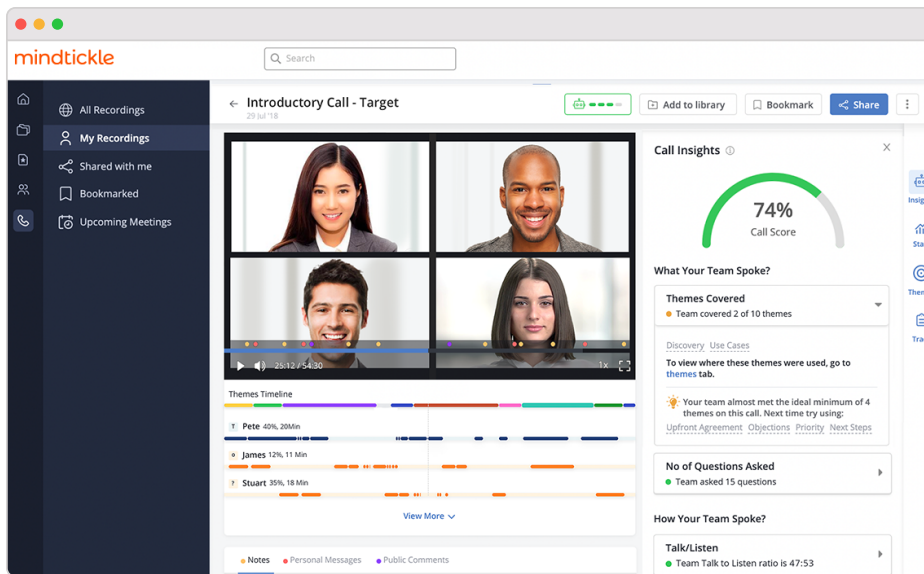 mindtickle
Search
All Recordings
My Recordings
Shared with me
Bookmarked
Upcoming Meetings
Introductory Call - Target
29 Jul '18
Add to library
Bookmark
Share
25:12 / 54:30
1x
Themes Timeline
T Pete 40%, 20Min
James 12%, 11 Min
? Stuart 35%, 18 Min
View More
Notes
Personal Messages
Public Comments
Call Insights
74%
Call Score
What Your Team Spoke?
Themes Covered
Team covered 2 of 10 themes
Discovery Use Cases
To view where these themes were used, go to
themes tab.
Your team almost met the ideal minimum of 4
themes on this call. Next time try using:
Upfront Agreement Objections Priority Next Steps
No of Questions Asked
Team asked 15 questions
How Your Team Spoke?
Talk/Listen
Team Talk to Listen ratio is 47:53